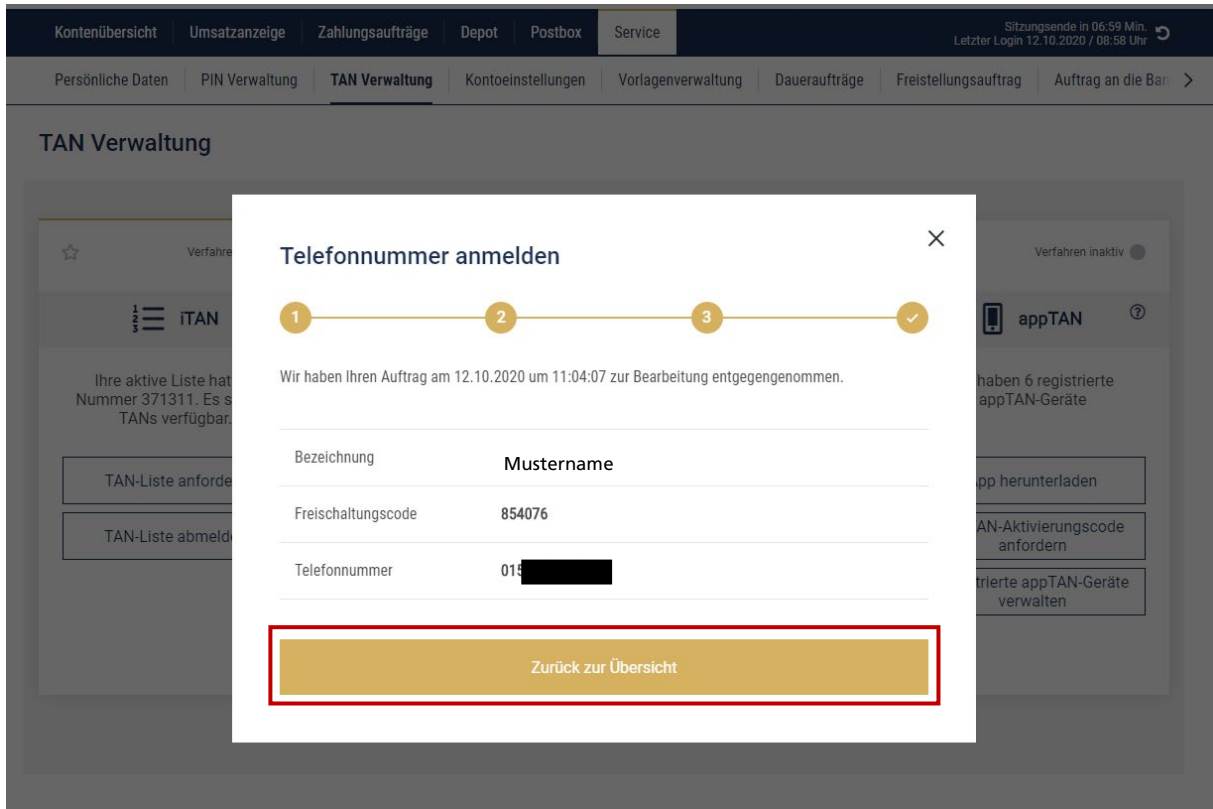 Kontenübersicht Umsatzanzeige Zahlungsaufträge Depot Postbox Service
Sitzungsende in 06:59 Min.
Letzter Login 12.10.2020 / 08:58 Uhr
Persönliche Daten PIN Verwaltung TAN Verwaltung Kontoeinstellungen Vorlagenverwaltung Daueraufträge Freistellungsauftrag Auftrag an die Ban
TAN Verwaltung
Verfahre
1
2
3
iTAN
Ihre aktive Liste hat
Nummer 371311. Es s
TANs verfügbar.
TAN-Liste anforde
TAN-Liste abmeld
Telefonnummer anmelden
1 2 3
Wir haben Ihren Auftrag am 12.10.2020 um 11:04:07 zur Bearbeitung entgegengenommen.
Bezeichnung Mustername
Freischaltungscode 854076
Telefonnummer 015
Zurück zur Übersicht
Verfahren inaktiv
appTAN ?
haben 6 registrierte
appTAN-Geräte
pp herunterladen
AN-Aktivierungscode
anfordern
trierte appTAN-Geräte
verwalten